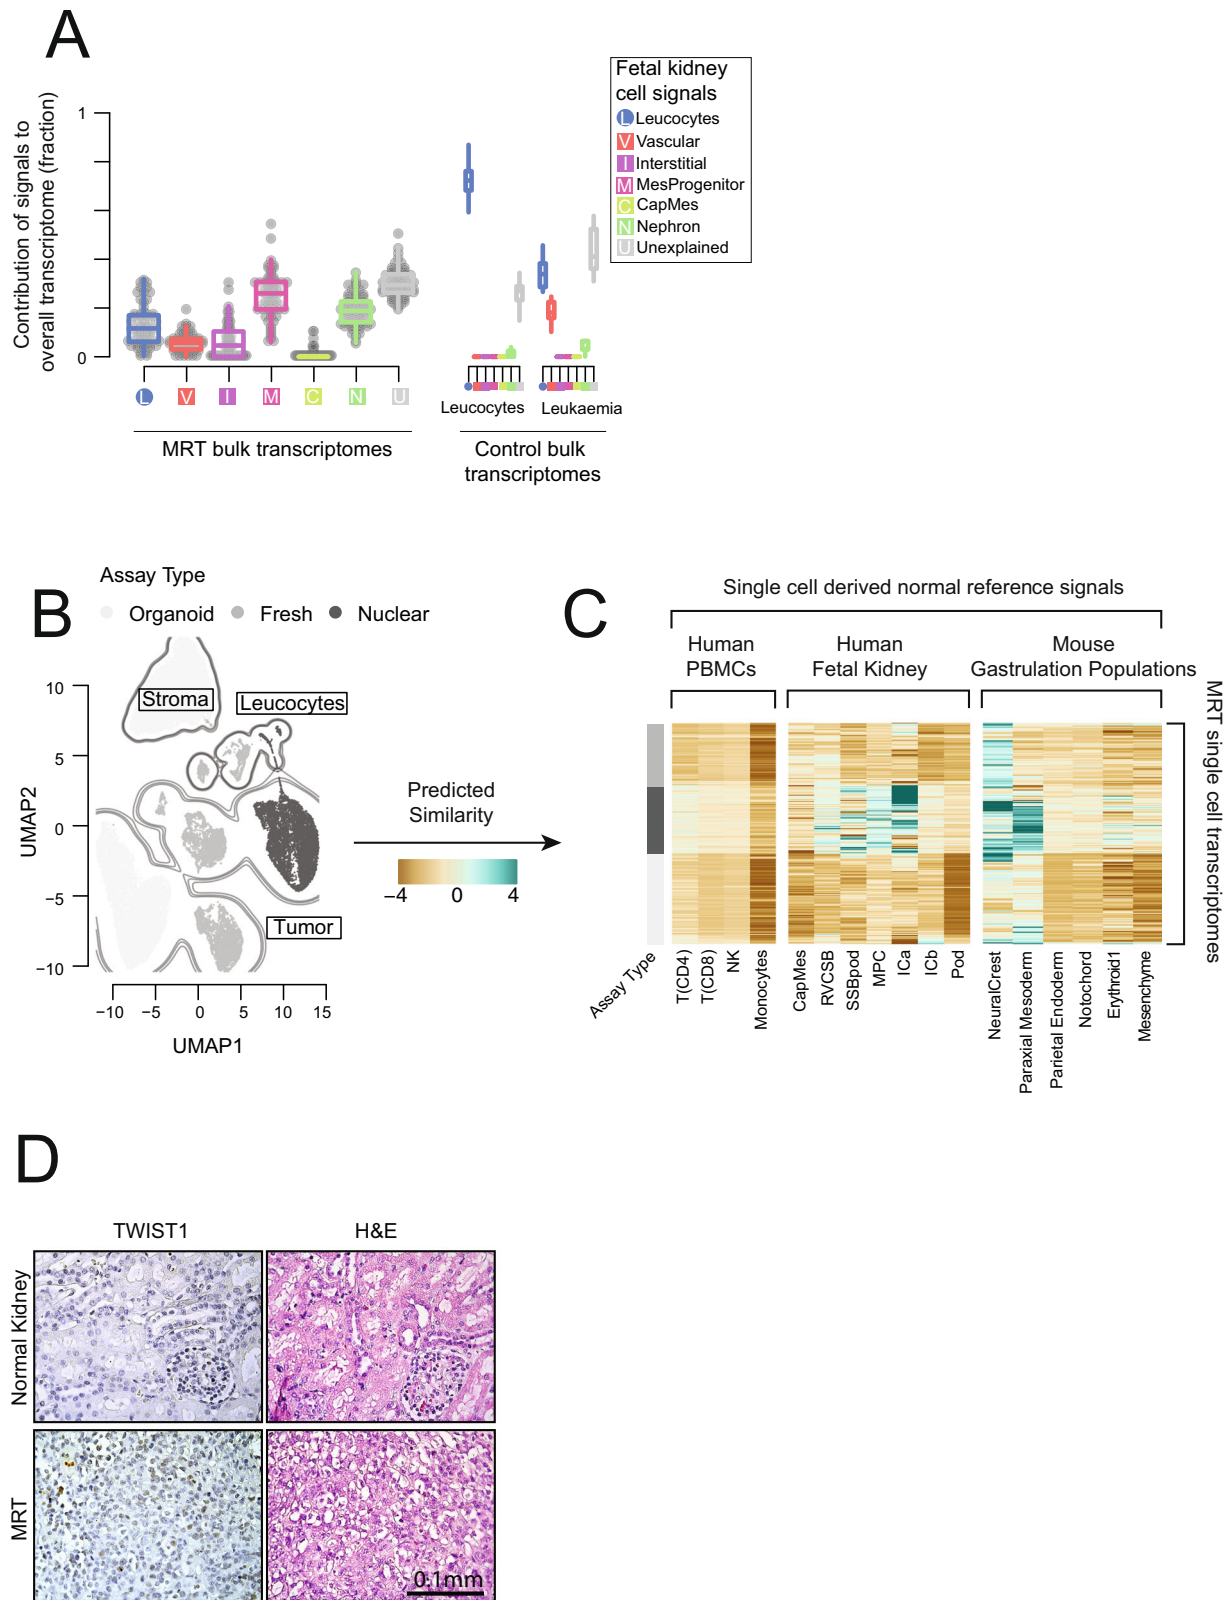 A
Contribution of signals to
overall transcriptome (fraction)
1
0
L
V
I
M
C
N
U
MRT bulk transcriptomes
Leucocytes
Leukaemia
Control bulk
transcriptomes
Fetal kidney
cell signals
L Leucocytes
V Vascular
I Interstitial
M MesProgenitor
C CapMes
N Nephron
U Unexplained
B
Assay Type
Organoid
Fresh
Nuclear
Stroma
Leucocytes
Tumor
UMAP2
10
5
0
−5
−10
−10
−5
0
5
10
15
UMAP1
Predicted
Similarity
−4
0
4
C
Single cell derived normal reference signals
Human
PBMCs
Human
Fetal Kidney
Mouse
Gastrulation Populations
MRT single cell transcriptomes
Assay Type
T(CD4)
T(CD8)
NK
Monocytes
CapMes
RVCSB
SSBpod
MPC
ICa
ICb
Pod
NeuralCrest
Paraxial Mesoderm
Parietal Endoderm
Notochord
Erythroid1
Mesenchyme
D
TWIST1
H&E
Normal Kidney
MRT
0.1mm